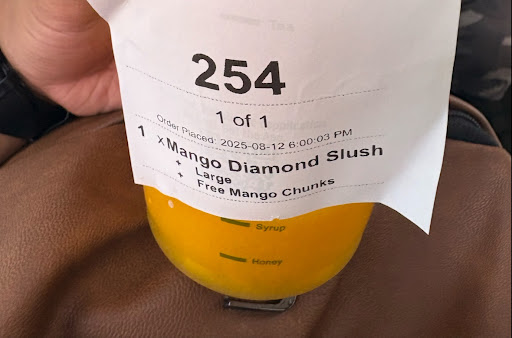 254
1 of 1
Order Placed: 2025-08-12 6:00:03 PM
1 x Mango Diamond Slush
+ Large
+ Free Mango Chunks
Syrup
Honey